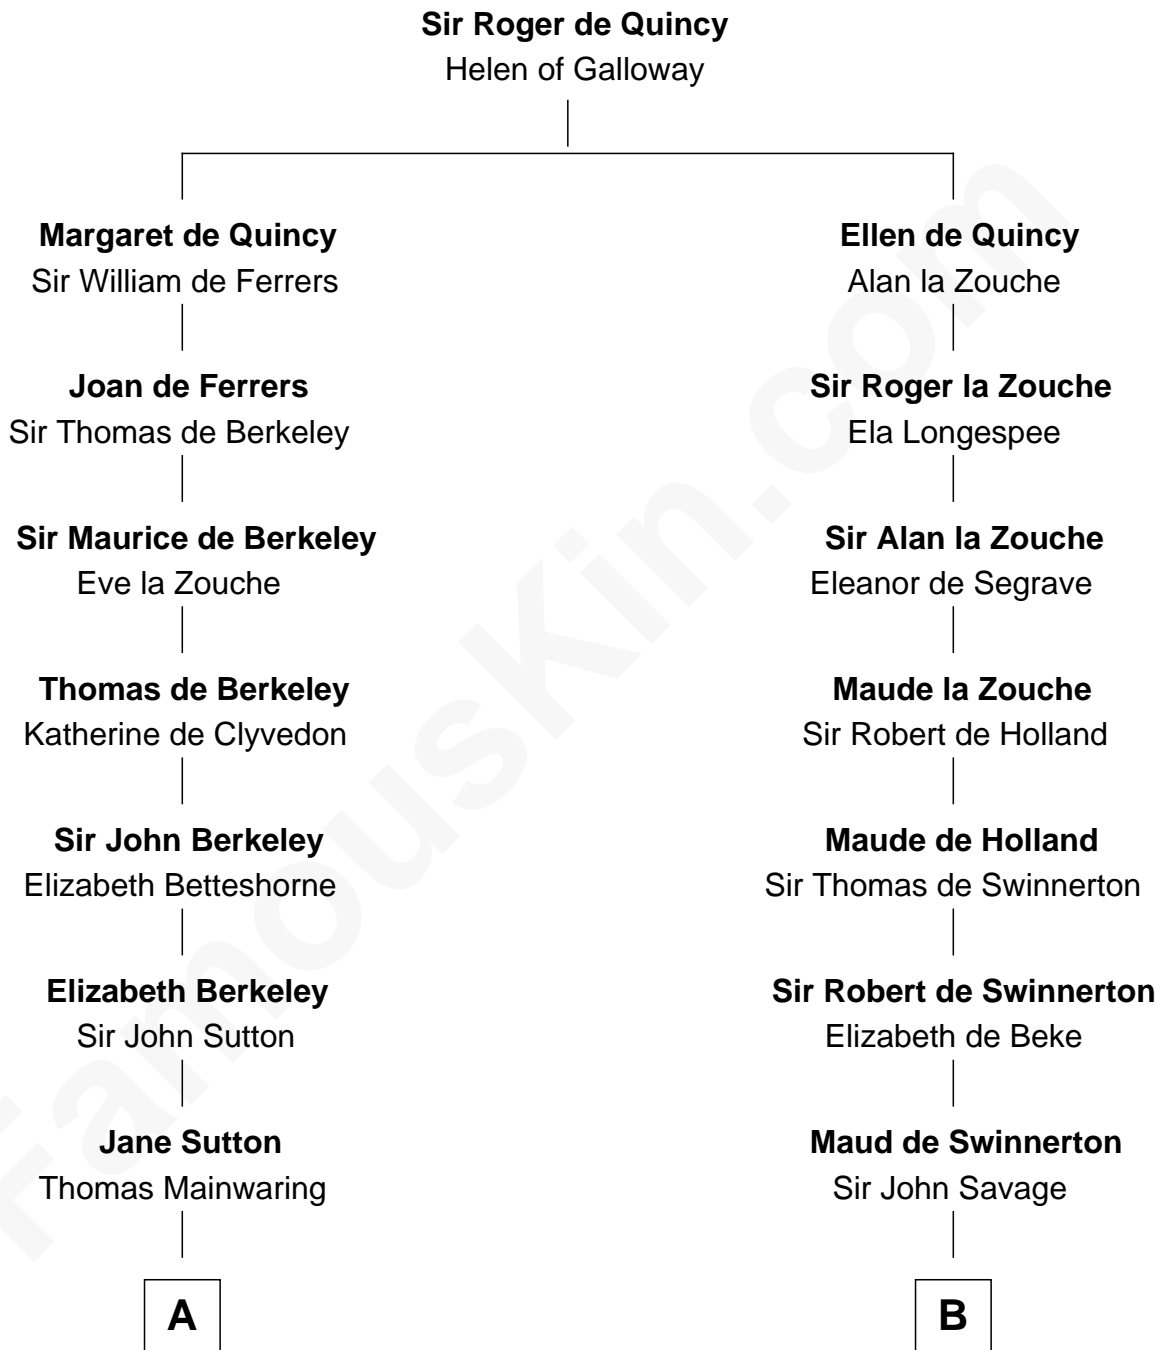 Sir Roger de Quincy
Helen of Galloway
Margaret de Quincy
Sir William de Ferrers
Ellen de Quincy
Alan la Zouche
Joan de Ferrers
Sir Thomas de Berkeley
Sir Roger la Zouche
Ela Longespee
Sir Maurice de Berkeley
Eve la Zouche
Sir Alan la Zouche
Eleanor de Segrave
Thomas de Berkeley
Katherine de Clyvedon
Maude la Zouche
Sir Robert de Holland
Sir John Berkeley
Elizabeth Betteshorne
Maude de Holland
Sir Thomas de Swinnerton
Elizabeth Berkeley
Sir John Sutton
Sir Robert de Swinnerton
Elizabeth de Beke
Jane Sutton
Thomas Mainwaring
Maud de Swinnerton
Sir John Savage
A
B
FamousKin.com